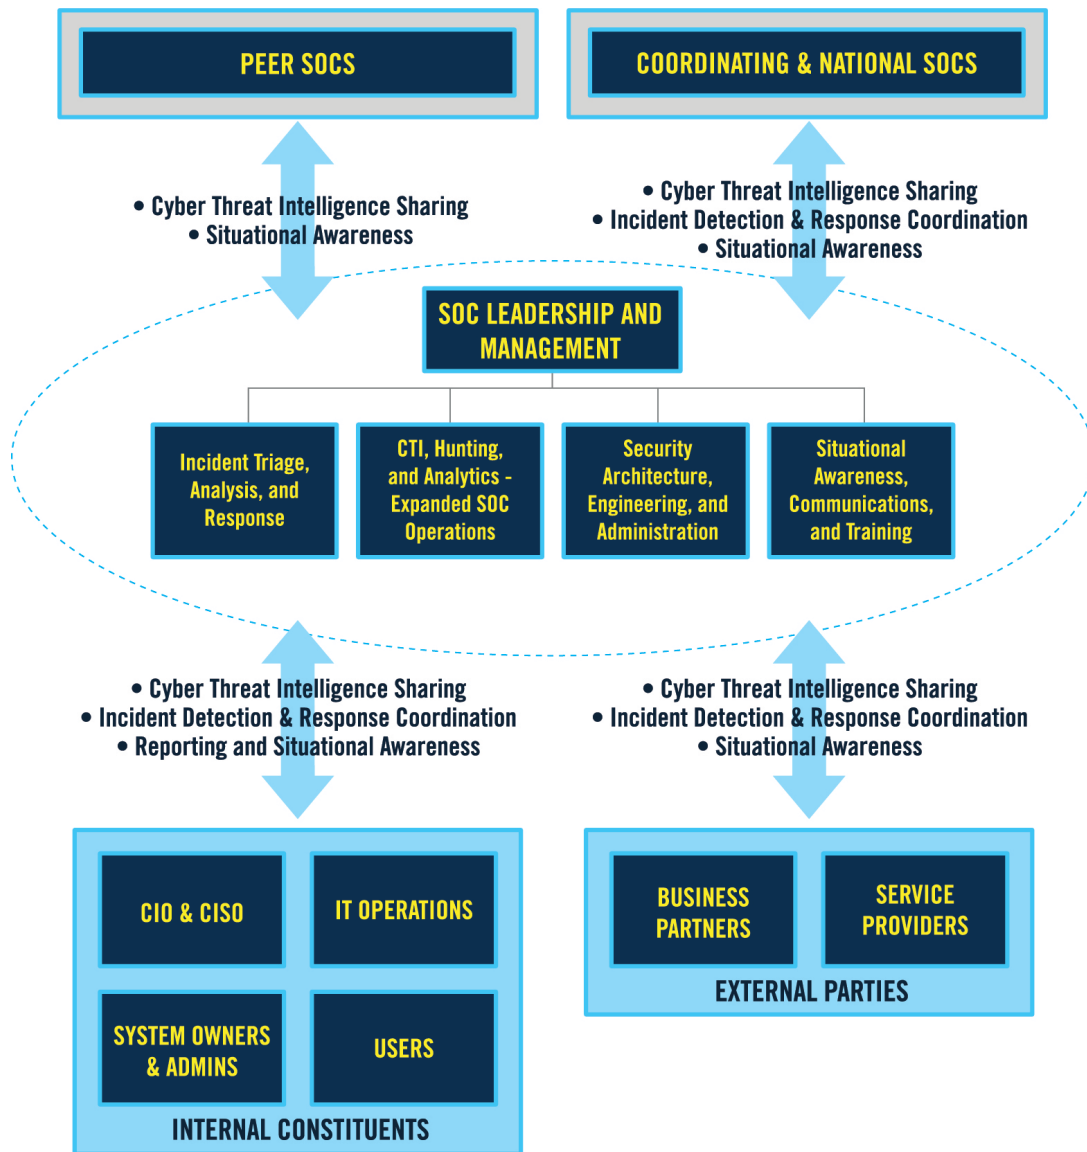 PEER SOCS
COORDINATING & NATIONAL SOCS
• Cyber Threat Intelligence Sharing
• Situational Awareness
• Cyber Threat Intelligence Sharing
• Incident Detection & Response Coordination
• Situational Awareness
SOC LEADERSHIP AND
MANAGEMENT
Incident Triage,
Analysis, and
Response
CTI, Hunting,
and Analytics -
Expanded SOC
Operations
Security
Architecture,
Engineering, and
Administration
Situational
Awareness,
Communications,
and Training
• Cyber Threat Intelligence Sharing
• Incident Detection & Response Coordination
• Reporting and Situational Awareness
• Cyber Threat Intelligence Sharing
• Incident Detection & Response Coordination
• Situational Awareness
CIO & CISO
IT OPERATIONS
SYSTEM OWNERS
& ADMINS
USERS
INTERNAL CONSTITUENTS
BUSINESS
PARTNERS
SERVICE
PROVIDERS
EXTERNAL PARTIES